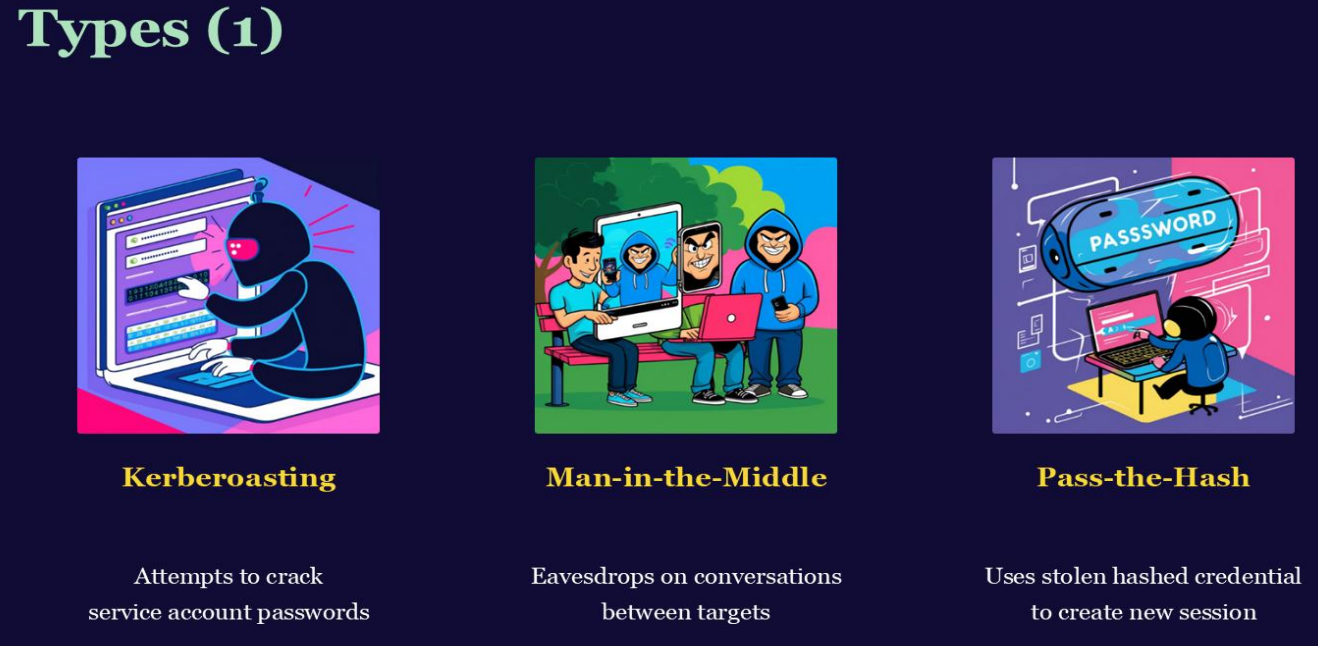 Types (1)
PASSSWORD
Kerberoasting
Man-in-the-Middle
Pass-the-Hash
Attempts to crack
service account passwords
Eavesdrops on conversations
between targets
Uses stolen hashed credential
to create new session